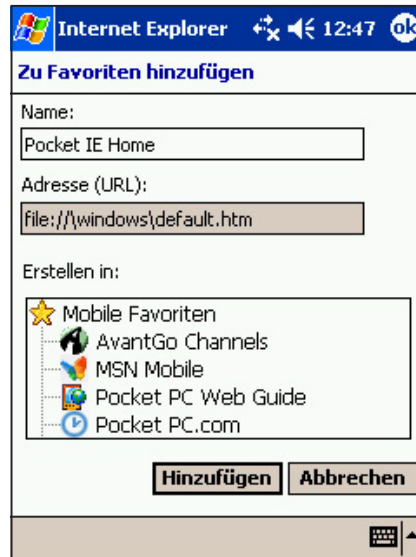 Internet Explorer 12:47 ok
Zu Favoriten hinzufügen
Name:
Pocket IE Home
Adresse (URL):
file://\windows\default.htm
Erstellen in:
Mobile Favoriten
AvantGo Channels
MSN Mobile
Pocket PC Web Guide
Pocket PC.com
Hinzufügen Abbrechen